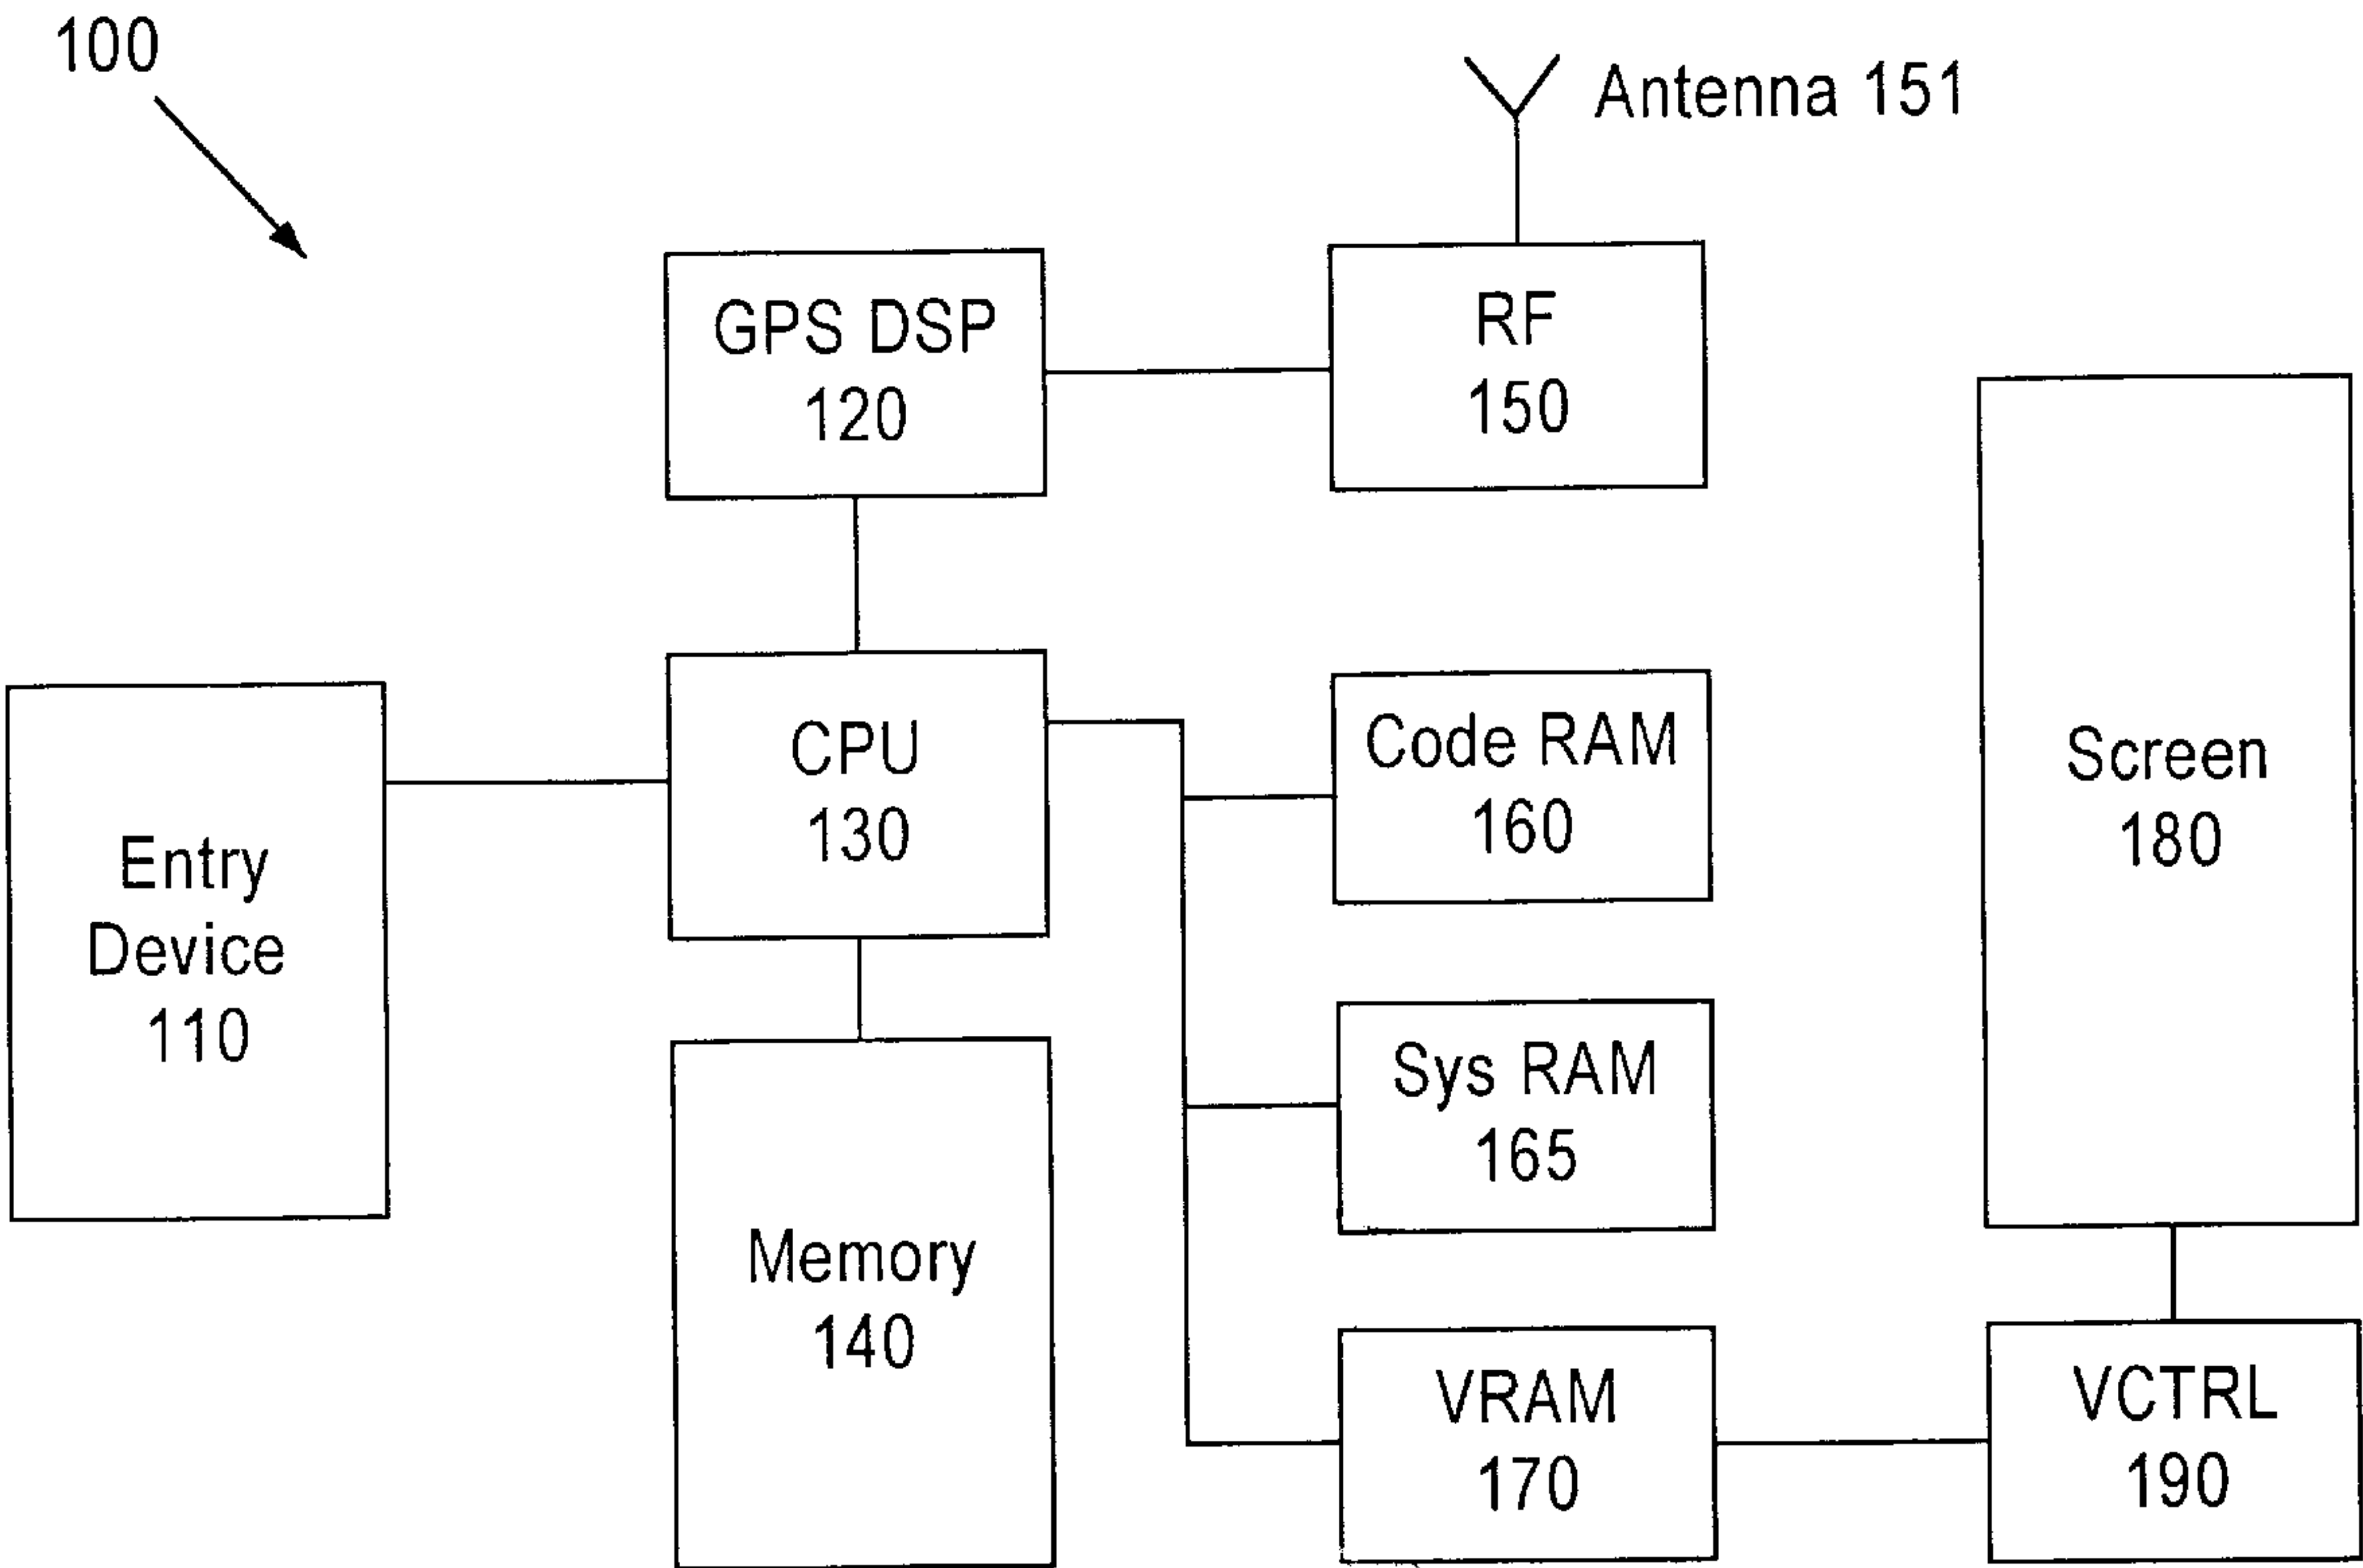 100
Antenna 151
GPS DSP
120
RF
150
Entry
Device
110
CPU
130
Code RAM
160
Screen
180
Sys RAM
165
Memory
140
VRAM
170
VCTRL
190